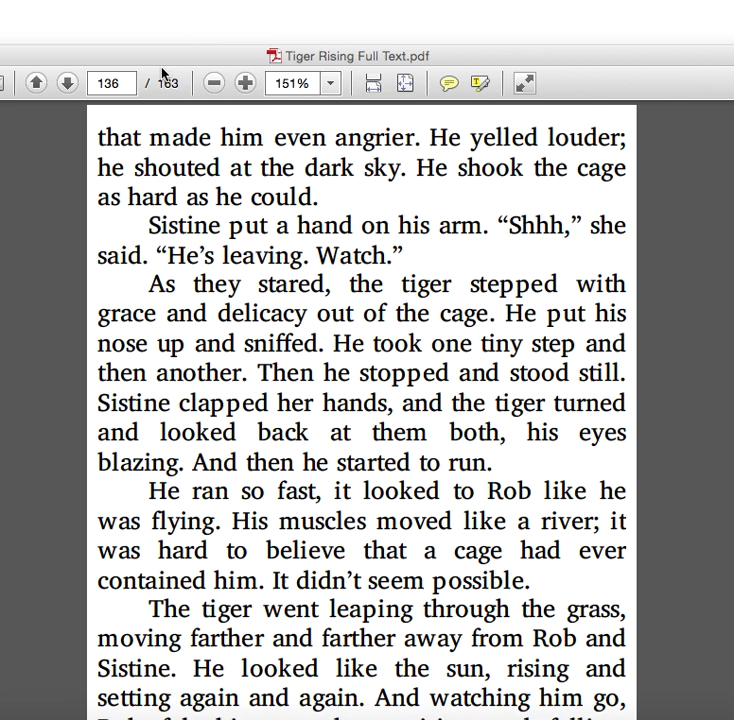 Tiger Rising Full Text.pdf
136 / 163 151%
that made him even angrier. He yelled louder;
he shouted at the dark sky. He shook the cage
as hard as he could.
Sistine put a hand on his arm. “Shhh,” she
said. “He’s leaving. Watch.”
As they stared, the tiger stepped with
grace and delicacy out of the cage. He put his
nose up and sniffed. He took one tiny step and
then another. Then he stopped and stood still.
Sistine clapped her hands, and the tiger turned
and looked back at them both, his eyes
blazing. And then he started to run.
He ran so fast, it looked to Rob like he
was flying. His muscles moved like a river; it
was hard to believe that a cage had ever
contained him. It didn’t seem possible.
The tiger went leaping through the grass,
moving farther and farther away from Rob and
Sistine. He looked like the sun, rising and
setting again and again. And watching him go,